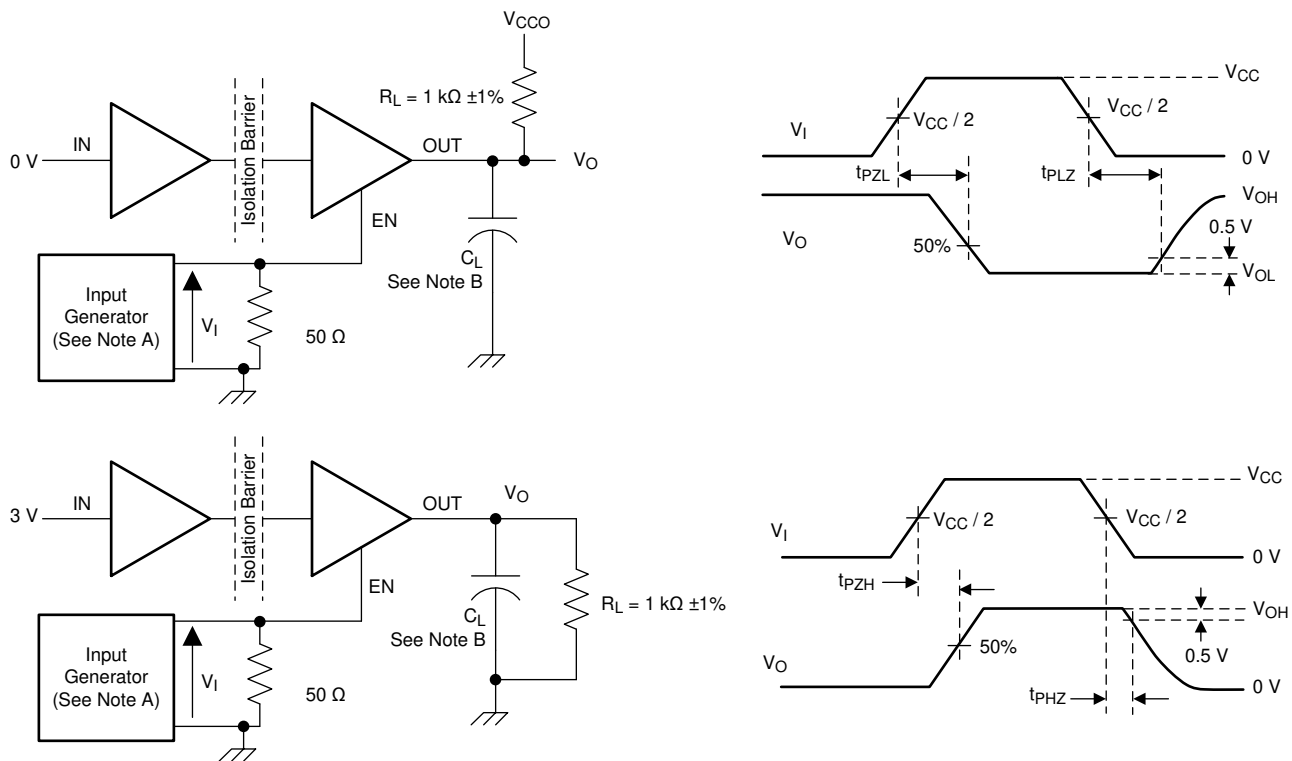 VCCO
RL = 1 kΩ ±1%
0 V
IN
Isolation Barrier
OUT
VO
EN
CL
See Note B
Input
Generator
(See Note A)
VI
50 Ω
VI
VCC / 2
VCC / 2
VCC
0 V
tPZL
tPLZ
VO
50%
VOH
0.5 V
VOL
3 V
IN
Isolation Barrier
OUT
VO
EN
CL
See Note B
RL = 1 kΩ ±1%
Input
Generator
(See Note A)
VI
50 Ω
VI
VCC / 2
VCC / 2
VCC
0 V
tPZH
VO
50%
tPHZ
VOH
0.5 V
0 V